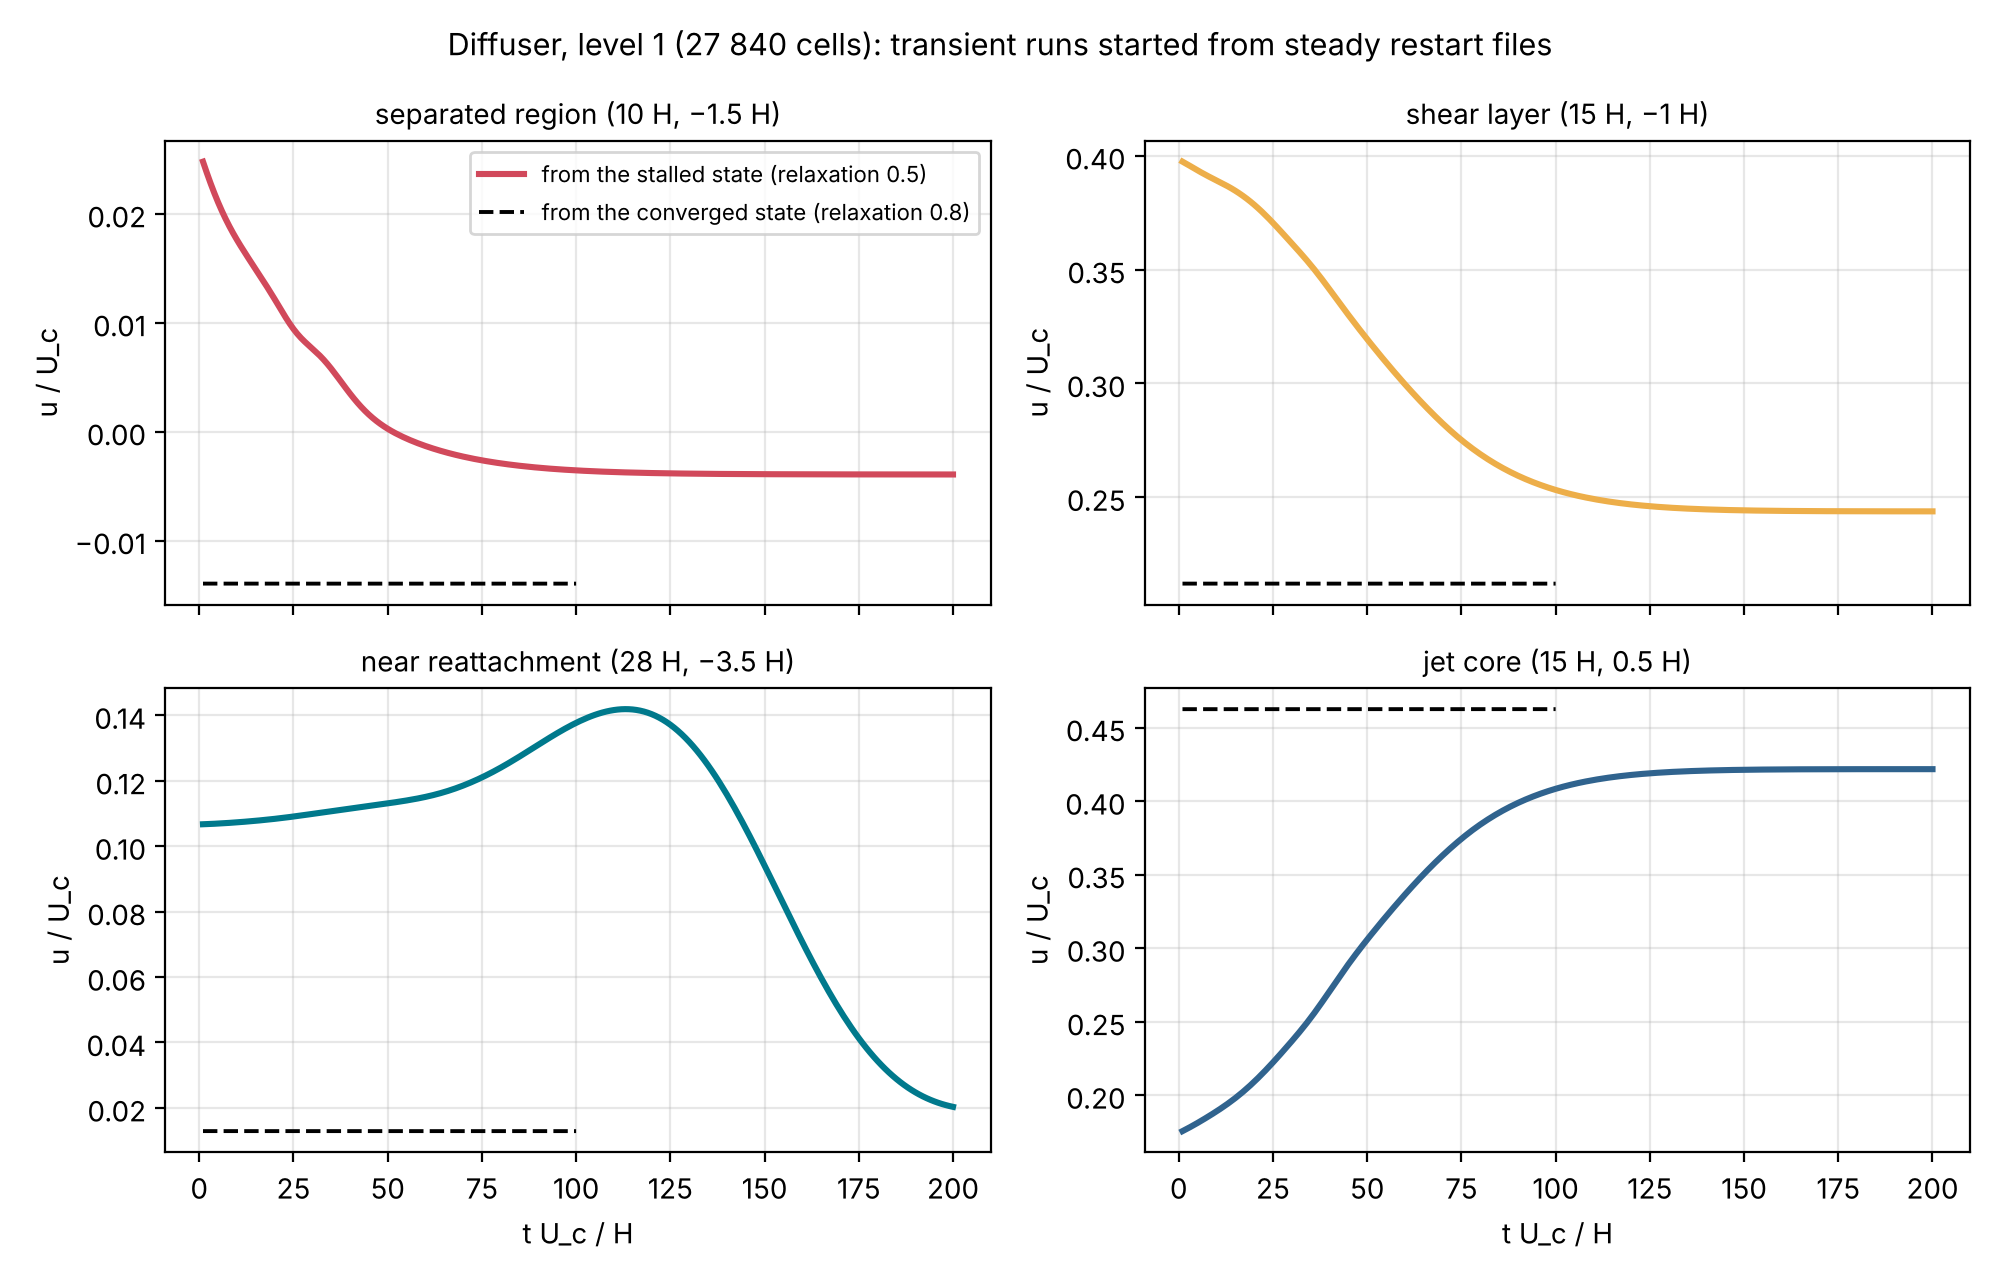 Diffuser, level 1 (27 840 cells): transient runs started from steady restart files
separated region (10 H, −1.5 H)
u / U_c
0.02
0.01
0.00
−0.01
from the stalled state (relaxation 0.5)
from the converged state (relaxation 0.8)
shear layer (15 H, −1 H)
u / U_c
0.40
0.35
0.30
0.25
near reattachment (28 H, −3.5 H)
u / U_c
0.14
0.12
0.10
0.08
0.06
0.04
0.02
0 25 50 75 100 125 150 175 200
t U_c / H
jet core (15 H, 0.5 H)
u / U_c
0.45
0.40
0.35
0.30
0.25
0.20
0 25 50 75 100 125 150 175 200
t U_c / H